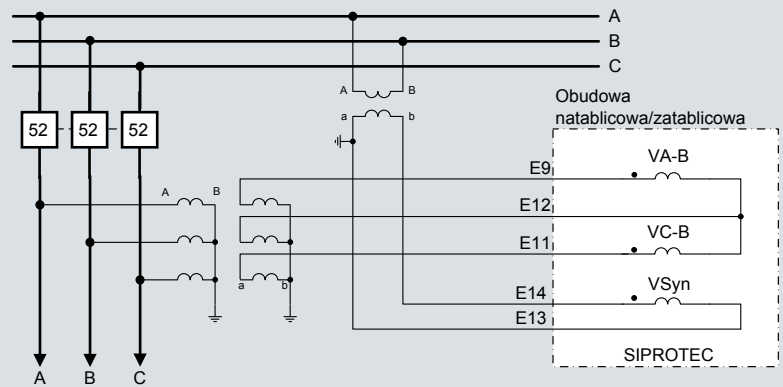 A
B
C
A B
a b
52 52 52
Obudowa
natablicowa/zatablicowa
VA-B
E9
A B
E12
VC-B
E11
a b
VSyn
E14
E13
SIPROTEC
A B C